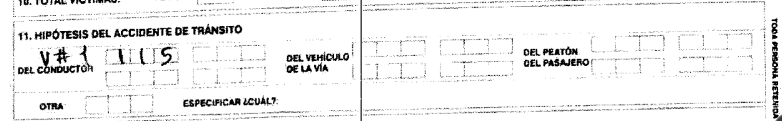 10. TOTAL VÍCTIMAS:
11. HIPÓTESIS DEL ACCIDENTE DE TRÁNSITO
V#1 115
DEL CONDUCTOR
DEL VEHÍCULO
DE LA VÍA
DEL PEATÓN
DEL PASAJERO
OTRA
ESPECIFICAR ¿CUÁL?:
TODA PERSONA